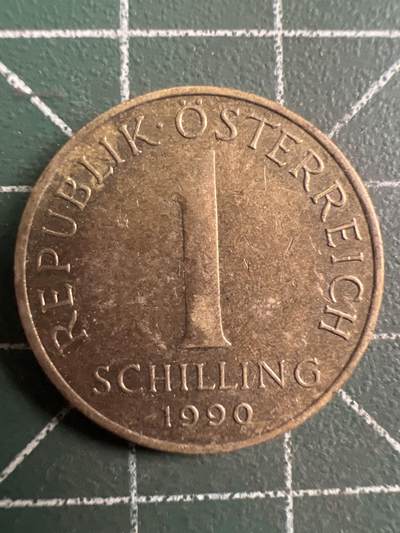 REPUBLIK · ÖSTERREICH
1
SCHILLING
1990